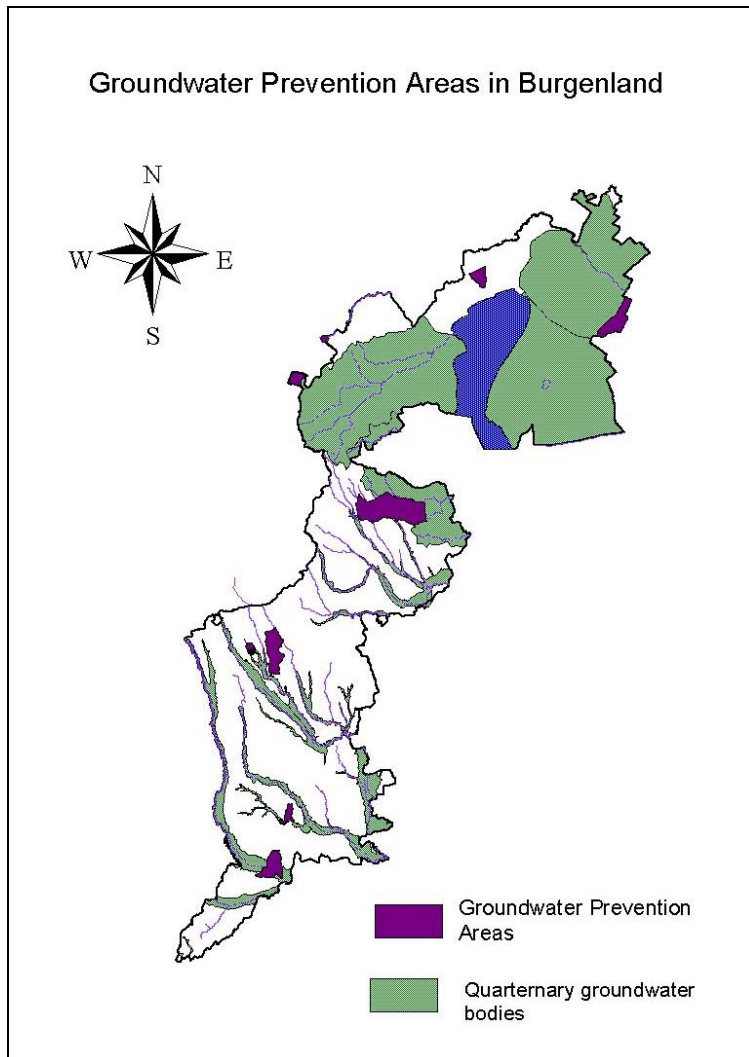 Groundwater Prevention Areas in Burgenland
N
W
E
S
Groundwater Prevention
Areas
Quarternary groundwater
bodies